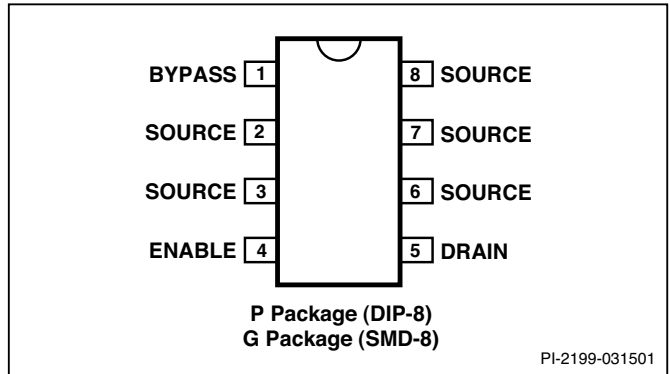 BYPASS 1 8 SOURCE
SOURCE 2 7 SOURCE
SOURCE 3 6 SOURCE
ENABLE 4 5 DRAIN
P Package (DIP-8)
G Package (SMD-8)
PI-2199-031501